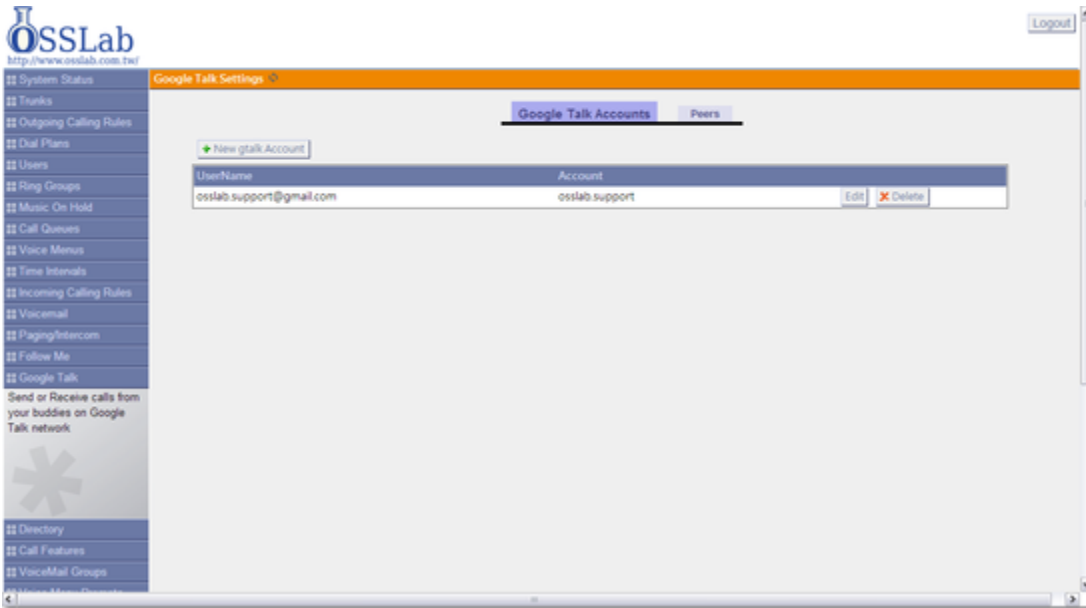 OSSLab
http://www.osslab.com.tw/
Logout
System Status
Trunks
Outgoing Calling Rules
Dial Plans
Users
Ring Groups
Music On Hold
Call Queues
Voice Menus
Time Intervals
Incoming Calling Rules
Voicemail
Paging/Intercom
Follow Me
Google Talk
Send or Receive calls from
your buddies on Google
Talk network
Directory
Call Features
VoiceMail Groups
Voice Menu Prompts
Google Talk Settings
Google Talk Accounts Peers
New gtalk Account
UserName Account
osslab.support@gmail.com osslab.support Edit Delete